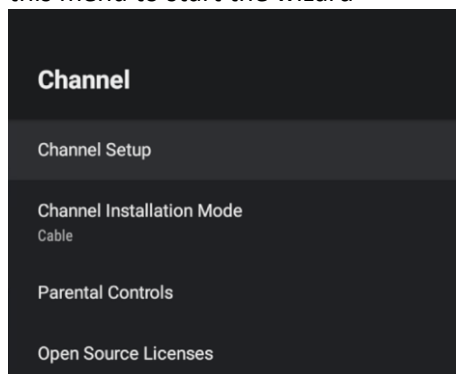 this menu to start the wizard
Channel
Channel Setup
Channel Installation Mode
Cable
Parental Controls
Open Source Licenses